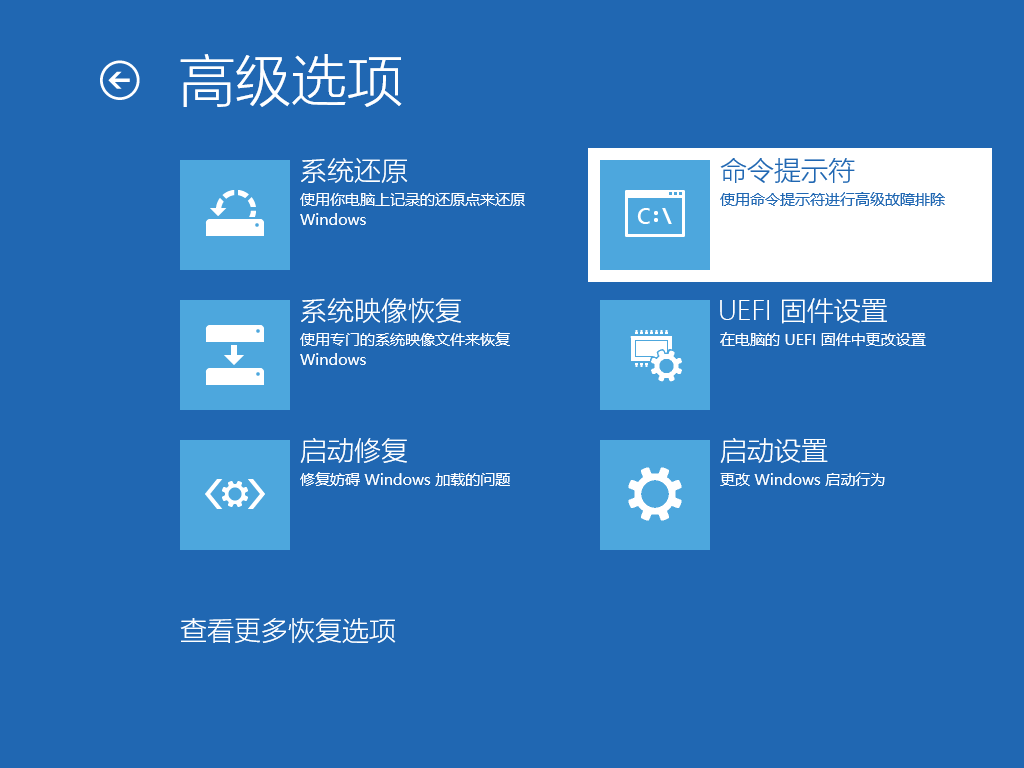 高级选项
系统还原
使用你电脑上记录的还原点来还原
Windows
命令提示符
使用命令提示符进行高级故障排除
C:\
系统映像恢复
使用专门的系统映像文件来恢复
Windows
UEFI 固件设置
在电脑的 UEFI 固件中更改设置
启动修复
修复妨碍 Windows 加载的问题
启动设置
更改 Windows 启动行为
查看更多恢复选项